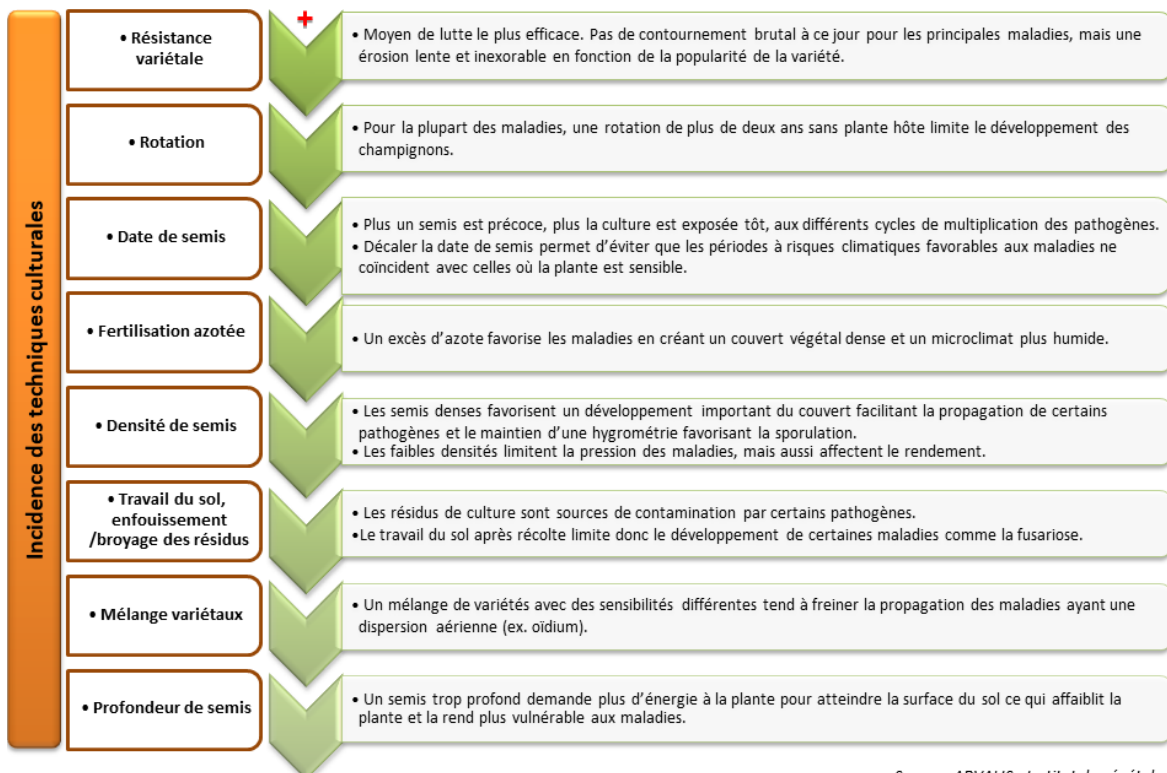 Incidence des techniques culturales
+
• Résistance
variétale
• Moyen de lutte le plus efficace. Pas de contournement brutal à ce jour pour les principales maladies, mais une
érosion lente et inexorable en fonction de la popularité de la variété.
• Rotation
• Pour la plupart des maladies, une rotation de plus de deux ans sans plante hôte limite le développement des
champignons.
• Date de semis
• Plus un semis est précoce, plus la culture est exposée tôt, aux différents cycles de multiplication des pathogènes.
• Décaler la date de semis permet d’éviter que les périodes à risques climatiques favorables aux maladies ne
coïncident avec celles où la plante est sensible.
• Fertilisation azotée
• Un excès d’azote favorise les maladies en créant un couvert végétal dense et un microclimat plus humide.
• Densité de semis
• Les semis denses favorisent un développement important du couvert facilitant la propagation de certains
pathogènes et le maintien d’une hygrométrie favorisant la sporulation.
• Les faibles densités limitent la pression des maladies, mais aussi affectent le rendement.
• Travail du sol,
enfouissement
/broyage des résidus
• Les résidus de culture sont sources de contamination par certains pathogènes.
•Le travail du sol après récolte limite donc le développement de certaines maladies comme la fusariose.
• Mélange variétaux
• Un mélange de variétés avec des sensibilités différentes tend à freiner la propagation des maladies ayant une
dispersion aérienne (ex. oïdium).
• Profondeur de semis
• Un semis trop profond demande plus d’énergie à la plante pour atteindre la surface du sol ce qui affaiblit la
plante et la rend plus vulnérable aux maladies.